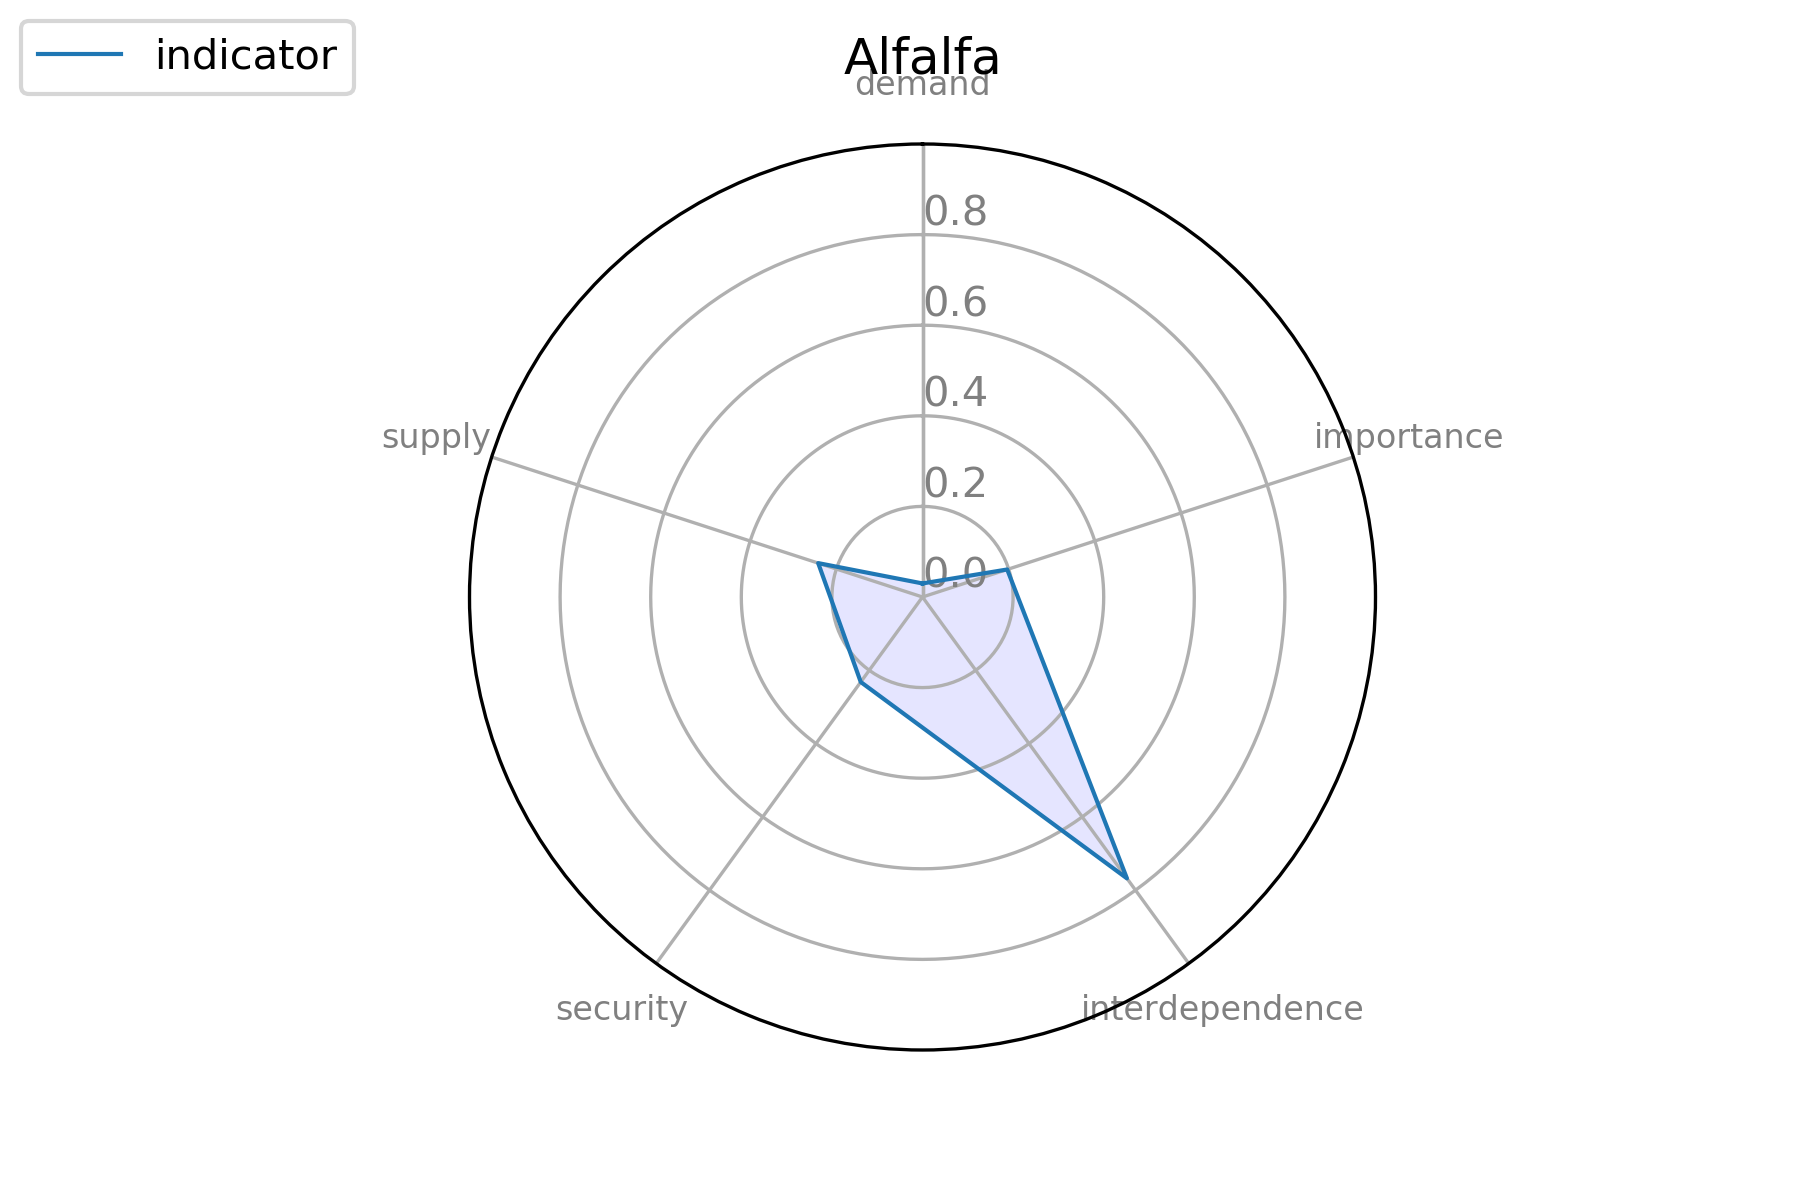 indicator
Alfalfa
demand
0.8
0.6
0.4
supply
importance
0.2
0.0
security
interdependence